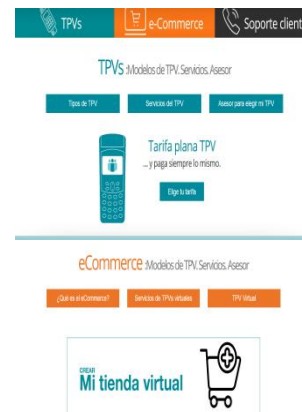 TPVs
e-Commerce
Soporte client
TPVs :Modelos de TPV. Servicios. Asesor
Tipos de TPV
Servicios del TPV
Asesor para elegir mi TPV
Tarifa plana TPV
... y paga siempre lo mismo.
Elige tu tarifa
eCommerce :Modelos de TPV. Servicios. Asesor
¿Qué es el eCommerce?
Servicios de TPVs virtuales
TPV Virtual
CREAR
Mi tienda virtual